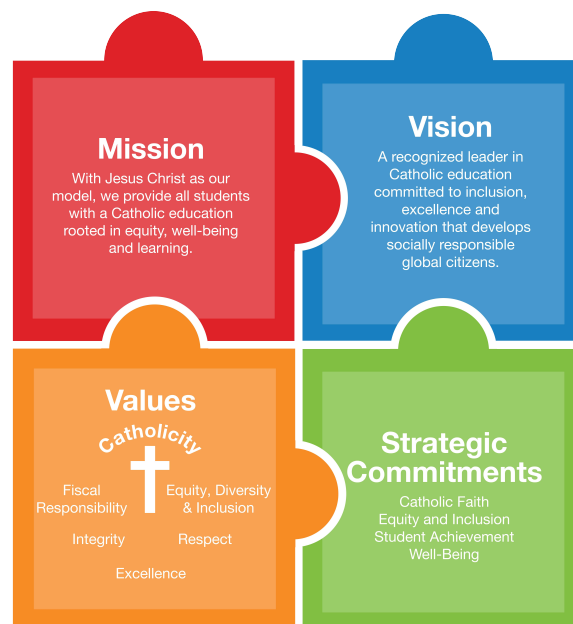 Mission
With Jesus Christ as our
model, we provide all students
with a Catholic education
rooted in equity, well-being
and learning.
Vision
A recognized leader in
Catholic education
committed to inclusion,
excellence and
innovation that develops
socially responsible
global citizens.
Values
Catholicity
Fiscal
Responsibility
Equity, Diversity
& Inclusion
Integrity
Respect
Excellence
Strategic
Commitments
Catholic Faith
Equity and Inclusion
Student Achievement
Well-Being